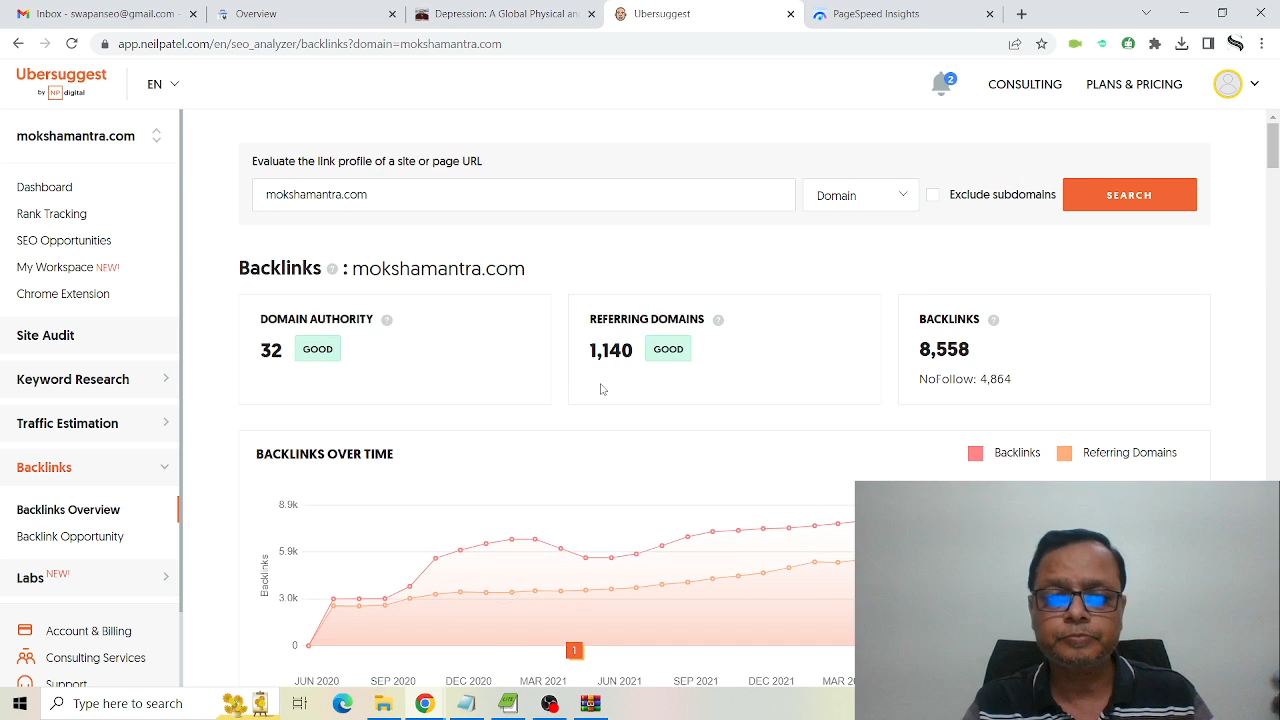 Inbox - sumon@mokshamantra.c
Overview
Depression: A Global Physical an
Ubersuggest
PageSpeed Insights
app.neilpatel.com/en/seo_analyzer/backlinks?domain=mokshamantra.com
Ubersuggest
by NP digital
EN
2
CONSULTING
PLANS & PRICING
mokshamantra.com
Dashboard
Rank Tracking
SEO Opportunities
My Workspace NEW!
Chrome Extension
Site Audit
Keyword Research
Traffic Estimation
Backlinks
Backlinks Overview
Backlink Opportunity
Labs NEW!
Account & Billing
Consulting Services
Support
Evaluate the link profile of a site or page URL
mokshamantra.com
Domain
Exclude subdomains
SEARCH
Backlinks ? : mokshamantra.com
DOMAIN AUTHORITY ?
32 GOOD
REFERRING DOMAINS ?
1,140 GOOD
BACKLINKS ?
8,558
NoFollow: 4,864
BACKLINKS OVER TIME
Backlinks
Referring Domains
8.9k
5.9k
3.0k
0
Backlinks
1
JUN 2020
SEP 2020
DEC 2020
MAR 2021
JUN 2021
SEP 2021
DEC 2021
MAR
Type here to search